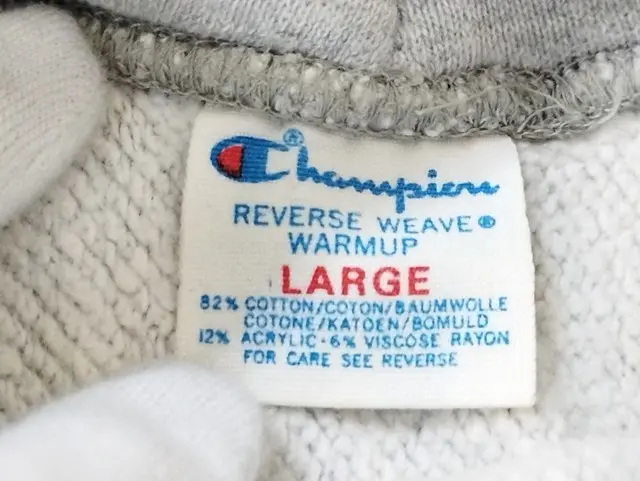 Champion®
REVERSE WEAVE®
WARMUP
LARGE
82% COTTON/COTON/BAUMWOLLE
COTONE/KATOEN/BOMULD
12% ACRYLIC·6% VISCOSE RAYON
FOR CARE SEE REVERSE